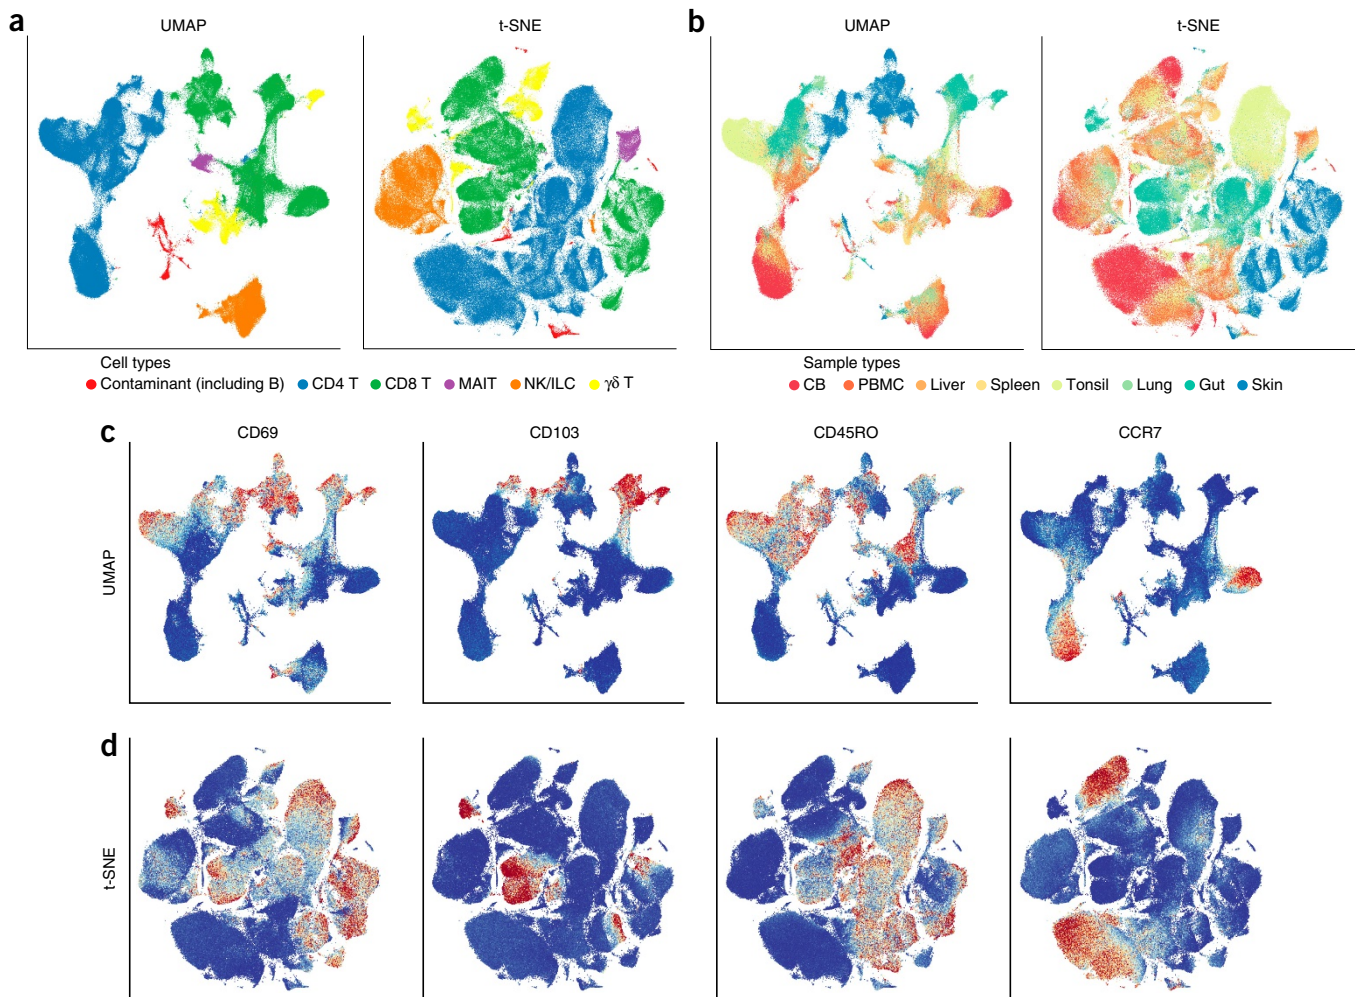 a
UMAP
t-SNE
b
UMAP
t-SNE
Cell types
Contaminant (including B) CD4 T CD8 T MAIT NK/ILC γδ T
Sample types
CB PBMC Liver Spleen Tonsil Lung Gut Skin
c
CD69
CD103
CD45RO
CCR7
UMAP
d
t-SNE